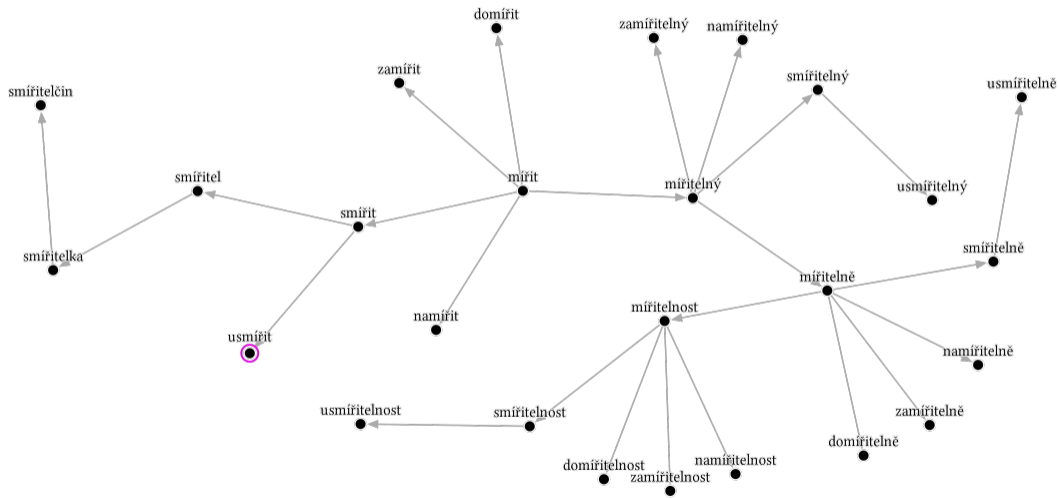 domířit
zamířitelný
namířitelný
zamířit
smířitelný
usmířitelně
smířitelčin
smířitel
mířit
mířitelný
usmířitelný
smířit
smířitelka
smířitelně
mířitelně
namířit
mířitelnost
usmířit
namířitelně
usmířitelnost
smířitelnost
zamířitelně
domířitelně
domířitelnost
zamířitelnost
namířitelnost